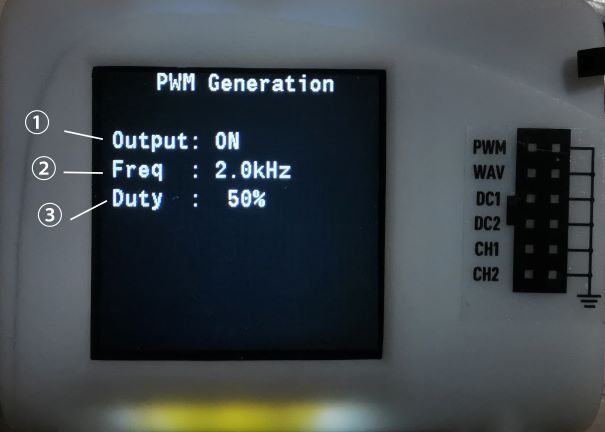 PWM Generation
① Output: ON
② Freq : 2.0kHz
③ Duty : 50%
PWM
WAV
DC1
DC2
CH1
CH2